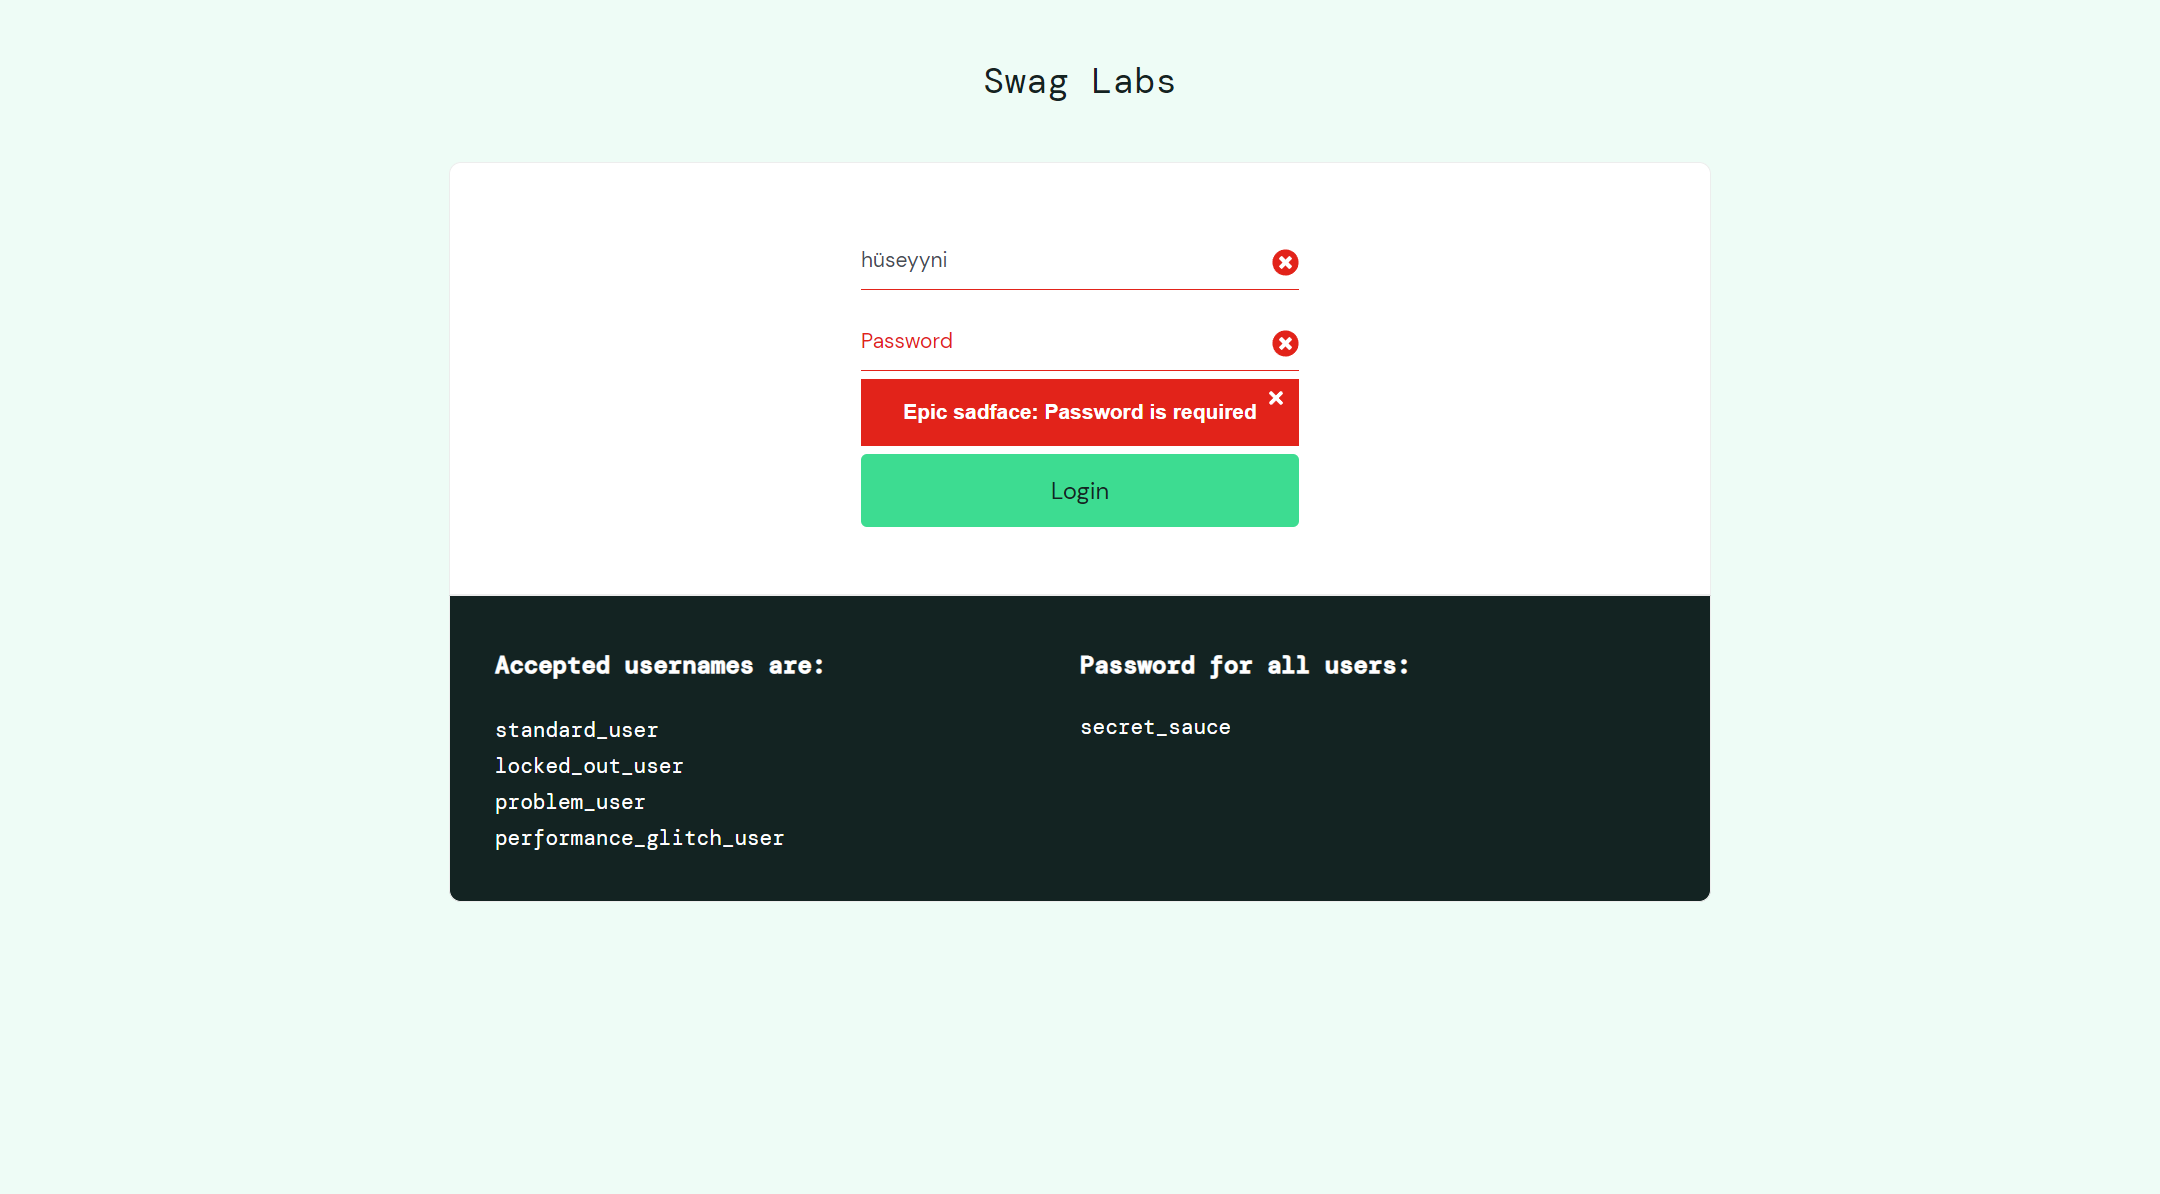 Swag Labs
hüseyyni
Password
Epic sadface: Password is required
Login
Accepted usernames are:
standard_user
locked_out_user
problem_user
performance_glitch_user
Password for all users:
secret_sauce